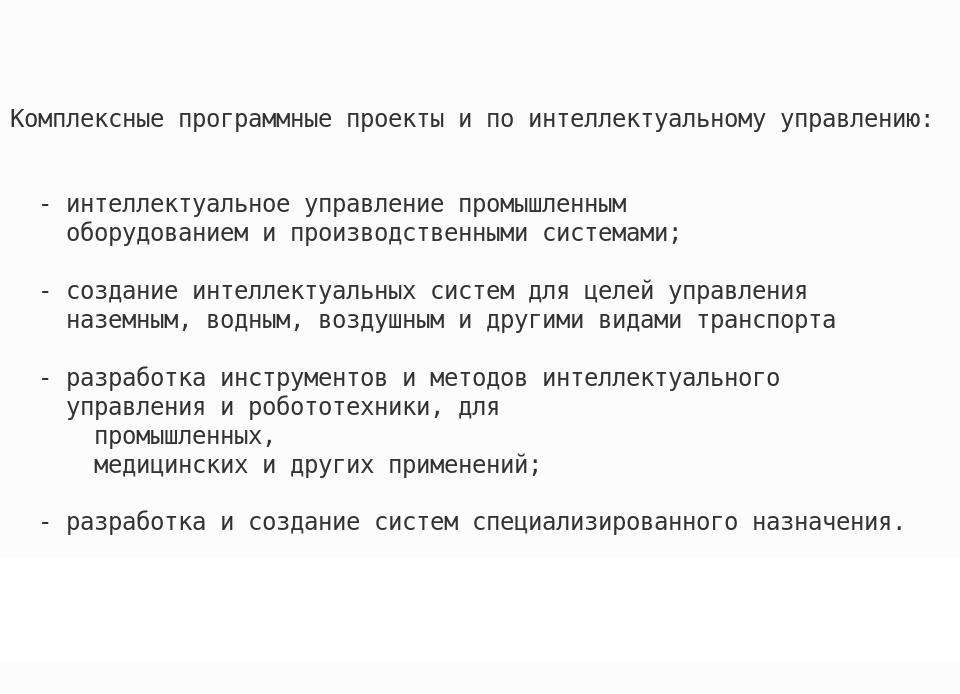 Комплексные программные проекты и по интеллектуальному управлению:
- интеллектуальное управление промышленным
оборудованием и производственными системами;
- создание интеллектуальных систем для целей управления
наземным, водным, воздушным и другими видами транспорта
- разработка инструментов и методов интеллектуального
управления и робототехники, для
промышленных,
медицинских и других применений;
- разработка и создание систем специализированного назначения.